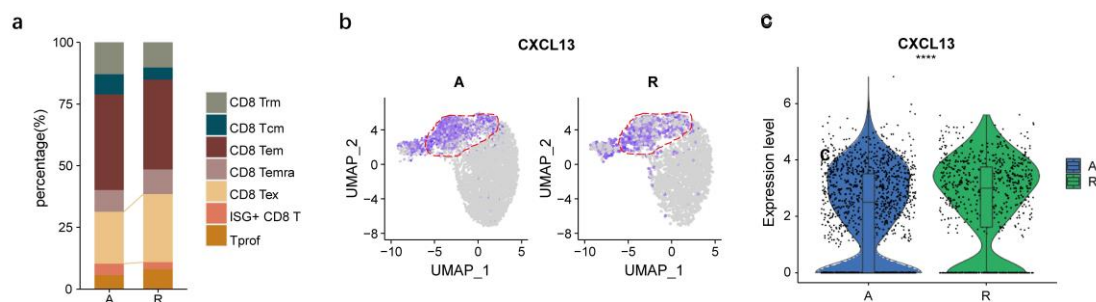 a
100
75
50
25
0
percentage(%)
A
R
CD8 Trm
CD8 Tcm
CD8 Tem
CD8 Temra
CD8 Tex
ISG+ CD8 T
Tprof
b
CXCL13
A
R
4
0
−4
−8
UMAP_2
−10
−5
0
5
UMAP_1
4
0
−4
−8
UMAP_2
−10
−5
0
5
UMAP_1
c
CXCL13
****
6
4
2
0
Expression level
C
A
R
A
R